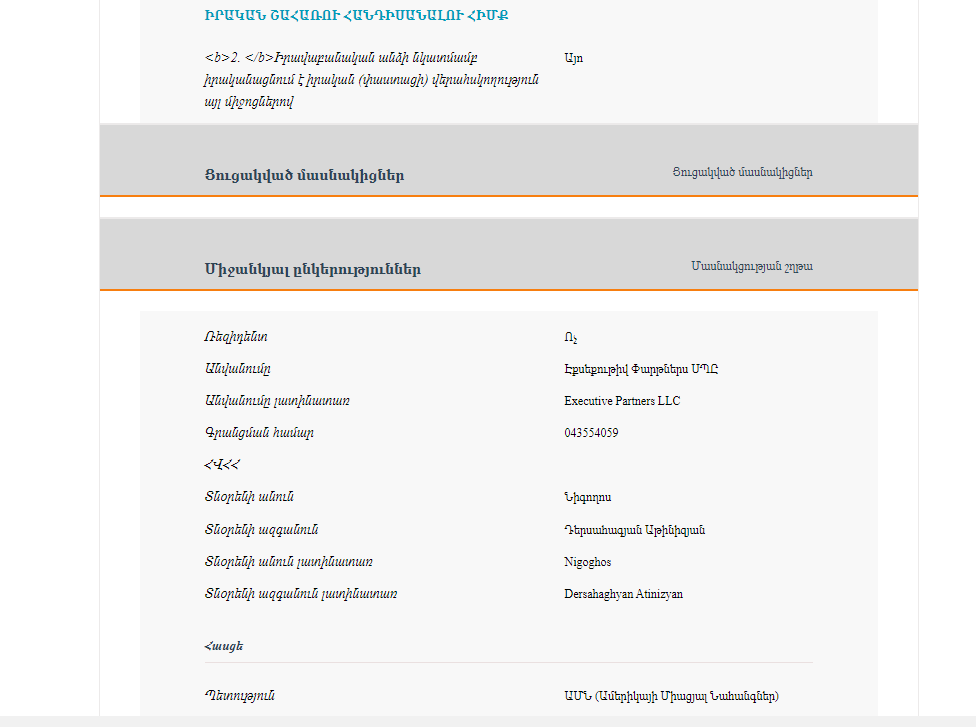 ԻՐԱԿԱՆ ՇԱՀԱՌՈՒ ՀԱՆԴԻՍԱՆԱԼՈՒ ՀԻՄՔ
<b>2. </b>Իրավաբանական անձի նկատմամբ Այո
իրականացնում է իրական (փաստացի) վերահսկողություն
այլ միջոցներով
Ցուցակված մասնակիցներ Ցուցակված մասնակիցներ
Միջանկյալ ընկերություններ Մասնակցության շղթա
Ռեզիդենտ Ոչ
Անվանումը Էքսեքութիվ Փարթներս ՍՊԸ
Անվանումը լատինատառ Executive Partners LLC
Գրանցման համար 043554059
ՀՎՀՀ
Տնօրենի անուն Նիգողոս
Տնօրենի ազգանուն Դերսահագյան Աթինիզյան
Տնօրենի անուն լատինատառ Nigoghos
Տնօրենի ազգանուն լատինատառ Dersahaghyan Atinizyan
Հասցե
Պետություն ԱՄՆ (Ամերիկայի Միացյալ Նահանգներ)